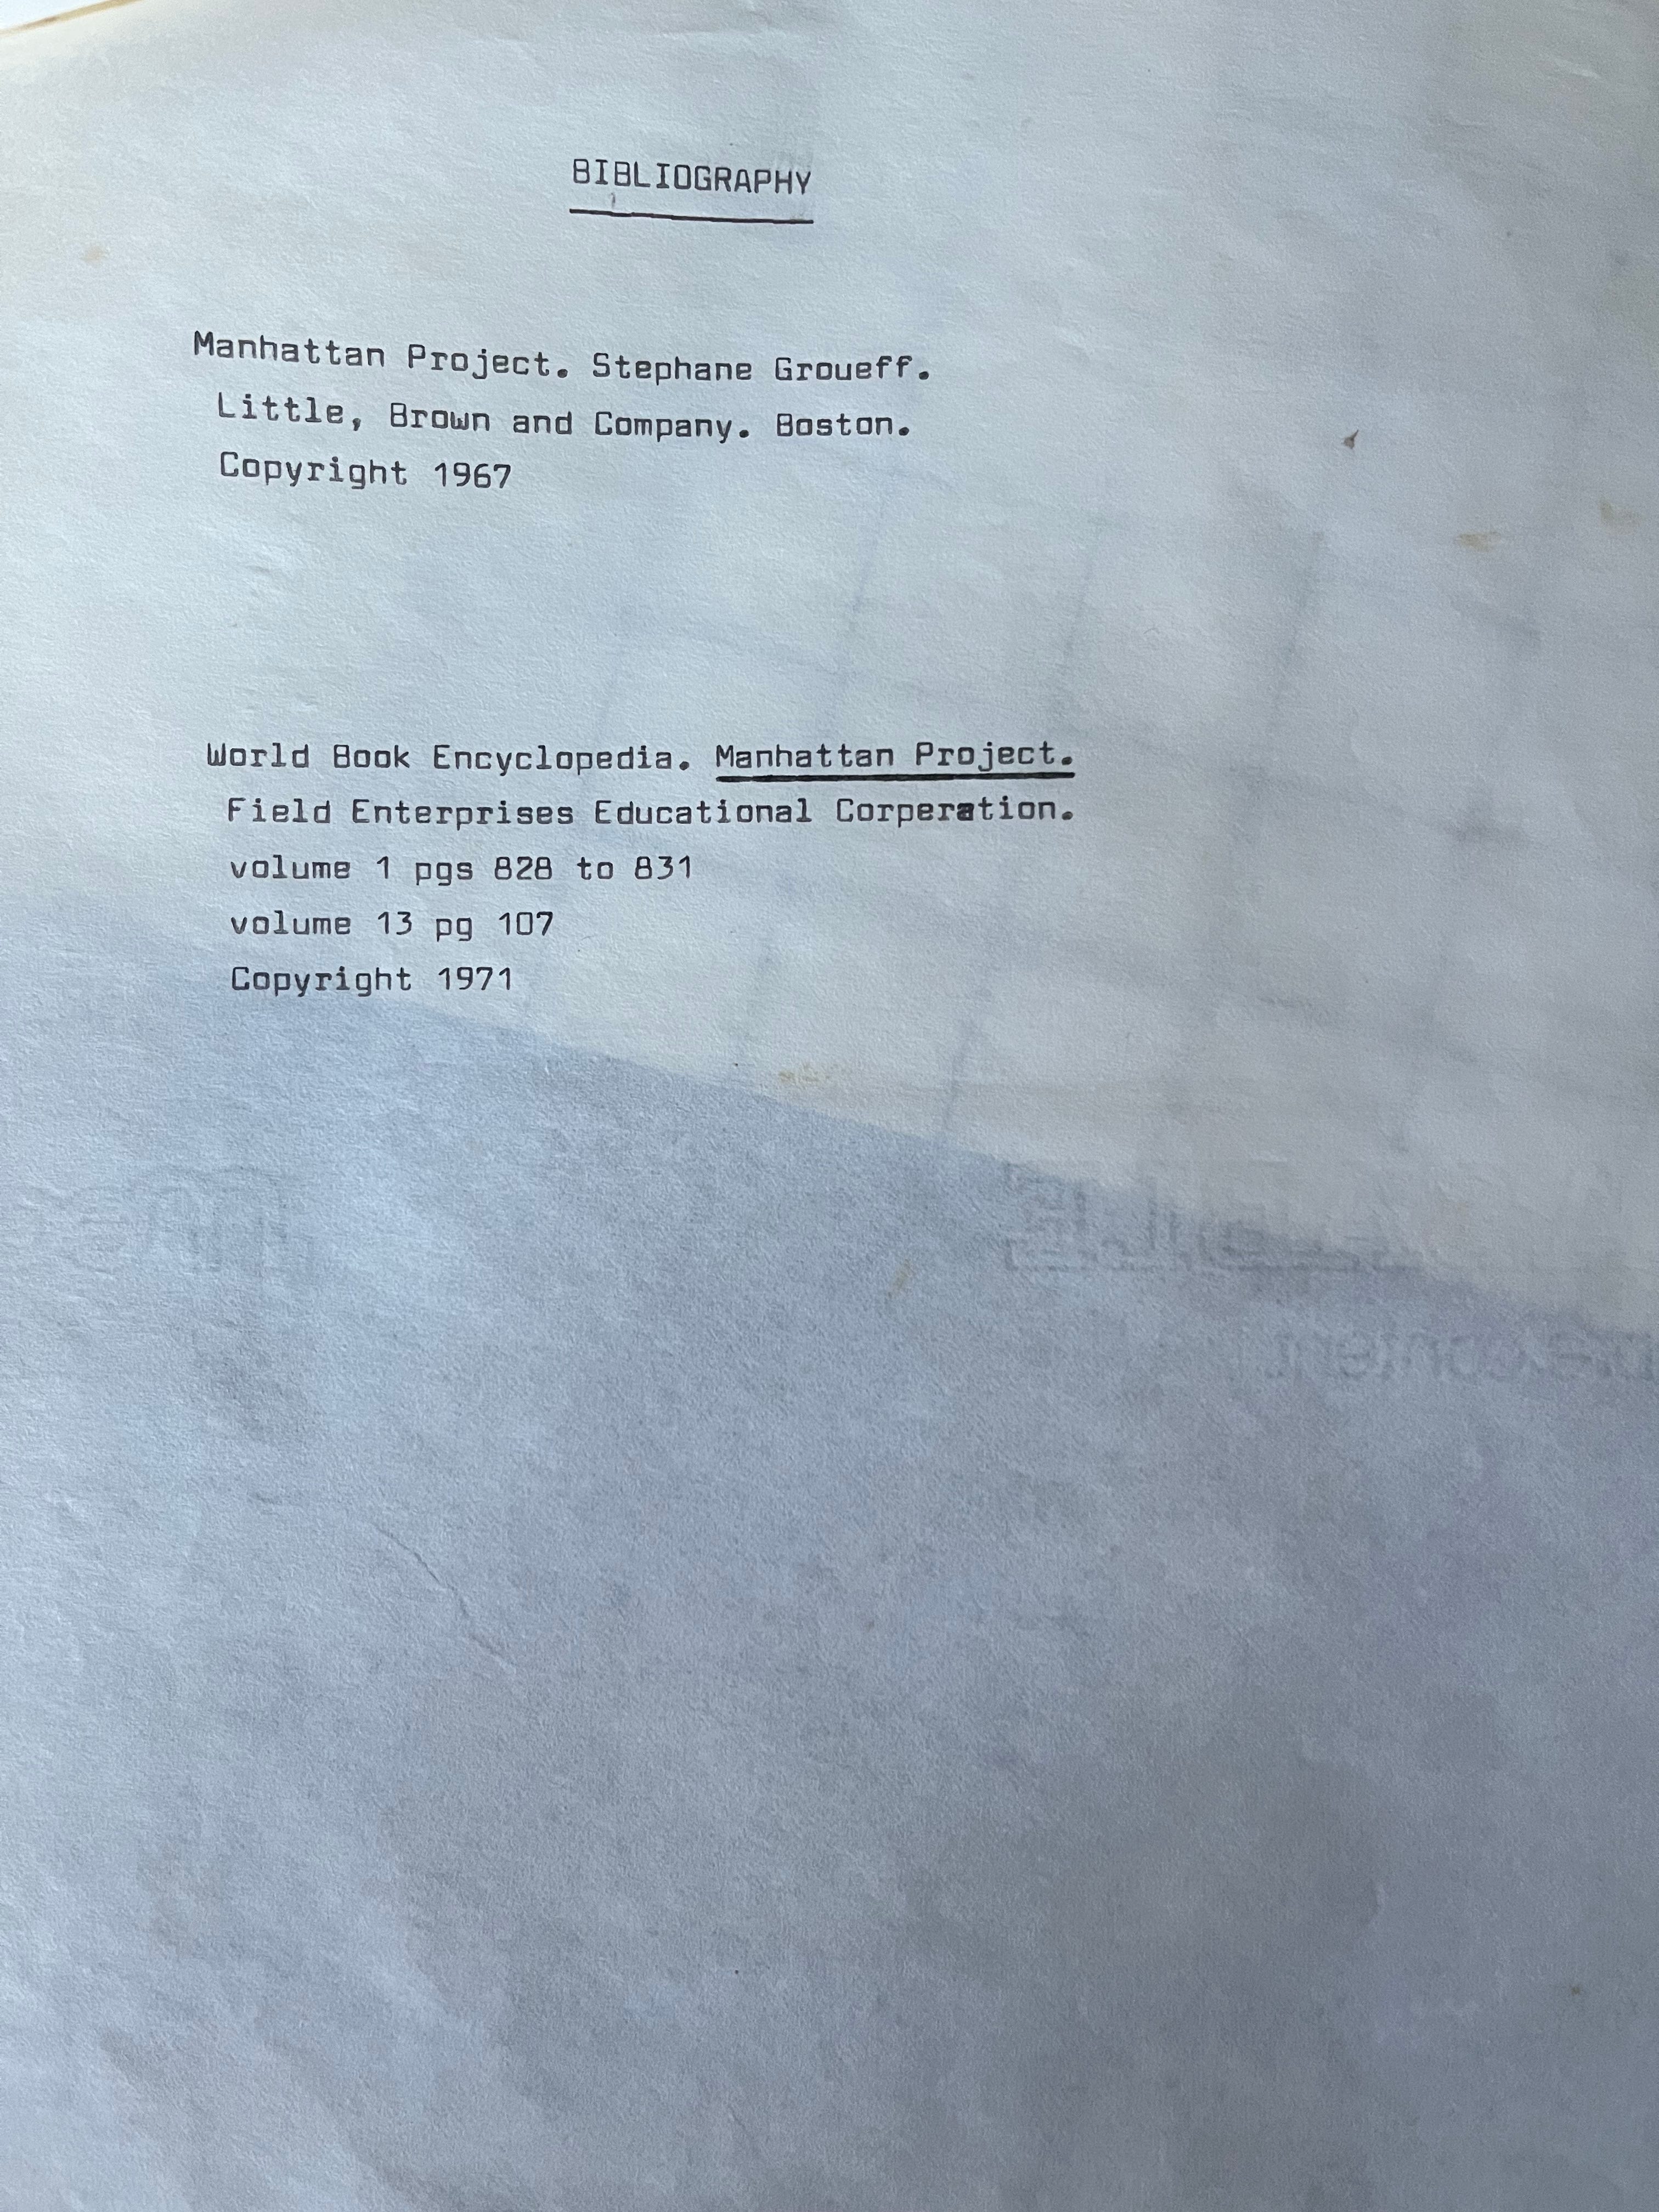 BIBLIOGRAPHY
Manhattan Project. Stephane Groueff.
Little, Brown and Company. Boston.
Copyright 1967
World Book Encyclopedia. Manhattan Project.
Field Enterprises Educational Corperation.
volume 1 pgs 828 to 831
volume 13 pg 107
Copyright 1971